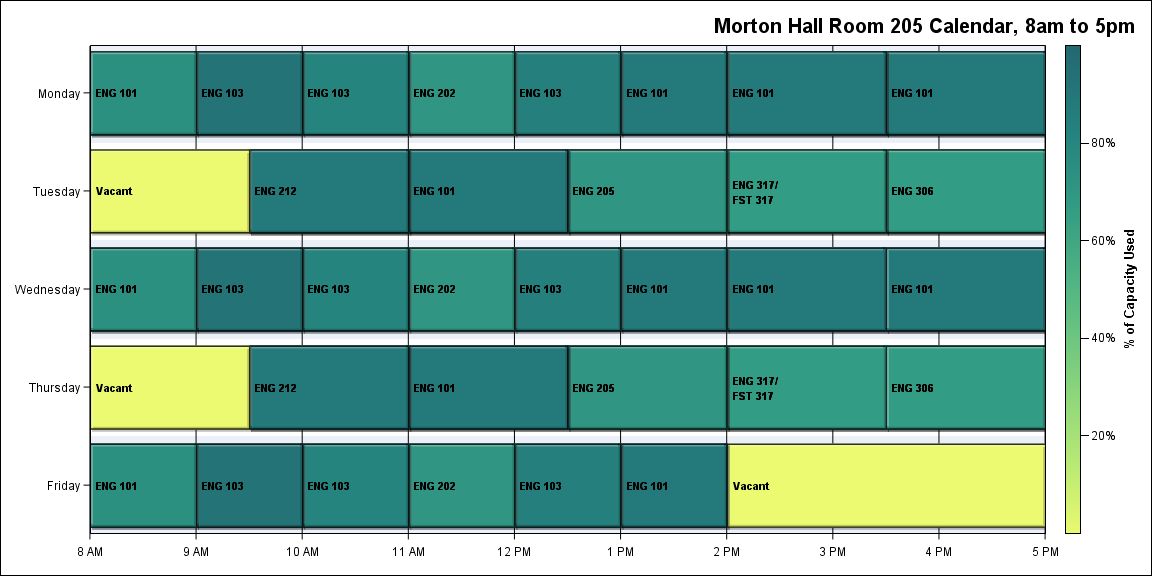 Morton Hall Room 205 Calendar, 8am to 5pm
Monday
ENG 101
ENG 103
ENG 103
ENG 202
ENG 103
ENG 101
ENG 101
ENG 101
Tuesday
Vacant
ENG 212
ENG 101
ENG 205
ENG 317/
FST 317
ENG 306
Wednesday
ENG 101
ENG 103
ENG 103
ENG 202
ENG 103
ENG 101
ENG 101
ENG 101
Thursday
Vacant
ENG 212
ENG 101
ENG 205
ENG 317/
FST 317
ENG 306
Friday
ENG 101
ENG 103
ENG 103
ENG 202
ENG 103
ENG 101
Vacant
8 AM
9 AM
10 AM
11 AM
12 PM
1 PM
2 PM
3 PM
4 PM
5 PM
80%
60%
40%
20%
% of Capacity Used